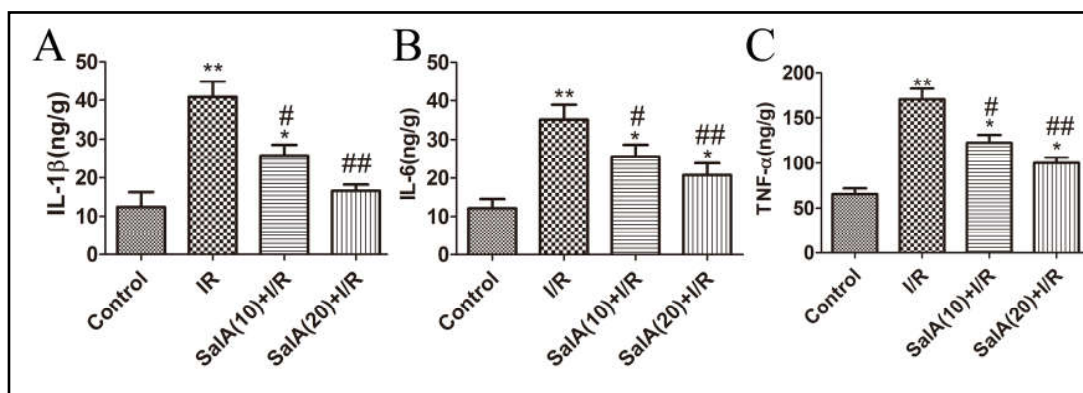 A
IL-1β(ng/g)
50
40
30
20
10
0
**
#
*
##
Control
IR
SalA(10)+I/R
SalA(20)+I/R
B
IL-6(ng/g)
50
40
30
20
10
0
**
#
*
##
*
Control
I/R
SalA(10)+I/R
SalA(20)+I/R
C
TNF-α(ng/g)
200
150
100
50
0
**
#
*
##
*
Control
I/R
SalA(10)+I/R
SalA(20)+I/R